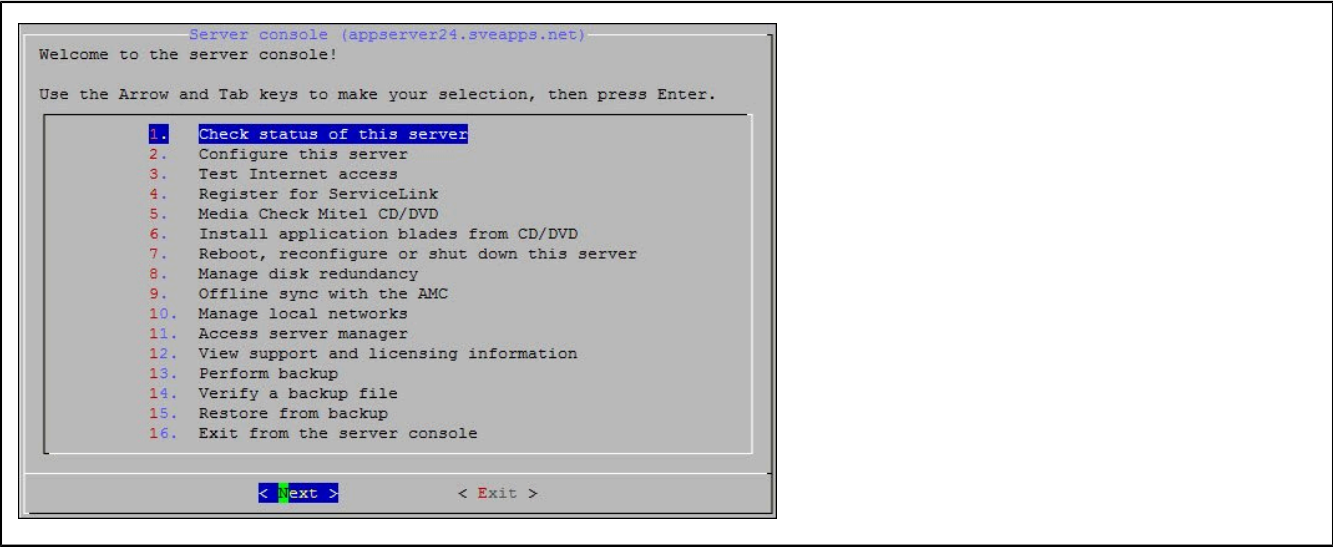 Server console (appserver24.sveapps.net)
Welcome to the server console!
Use the Arrow and Tab keys to make your selection, then press Enter.
1. Check status of this server
2. Configure this server
3. Test Internet access
4. Register for ServiceLink
5. Media Check Mitel CD/DVD
6. Install application blades from CD/DVD
7. Reboot, reconfigure or shut down this server
8. Manage disk redundancy
9. Offline sync with the AMC
10. Manage local networks
11. Access server manager
12. View support and licensing information
13. Perform backup
14. Verify a backup file
15. Restore from backup
16. Exit from the server console
< Next > < Exit >